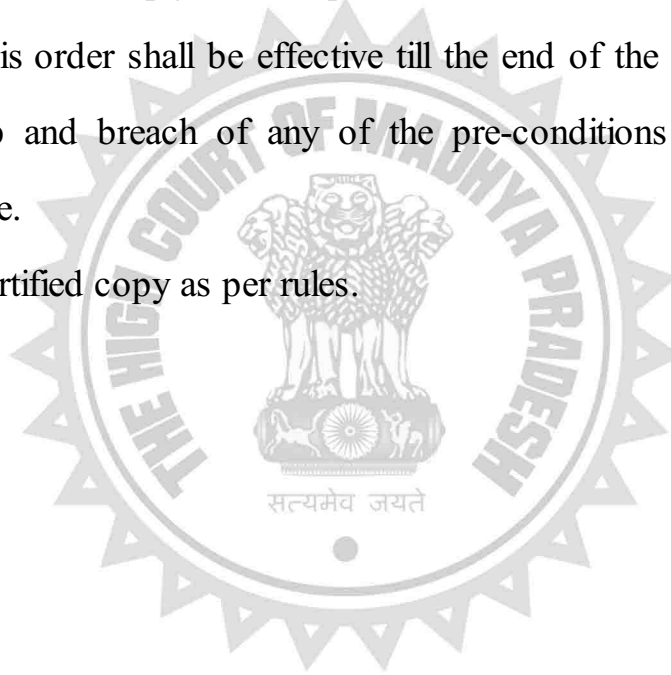 is order shall be effective till the end of the
and breach of any of the pre-conditions
e.
rtified copy as per rules.
THE HIGH COURT OF MADHYA PRADESH
सत्यमेव जयते